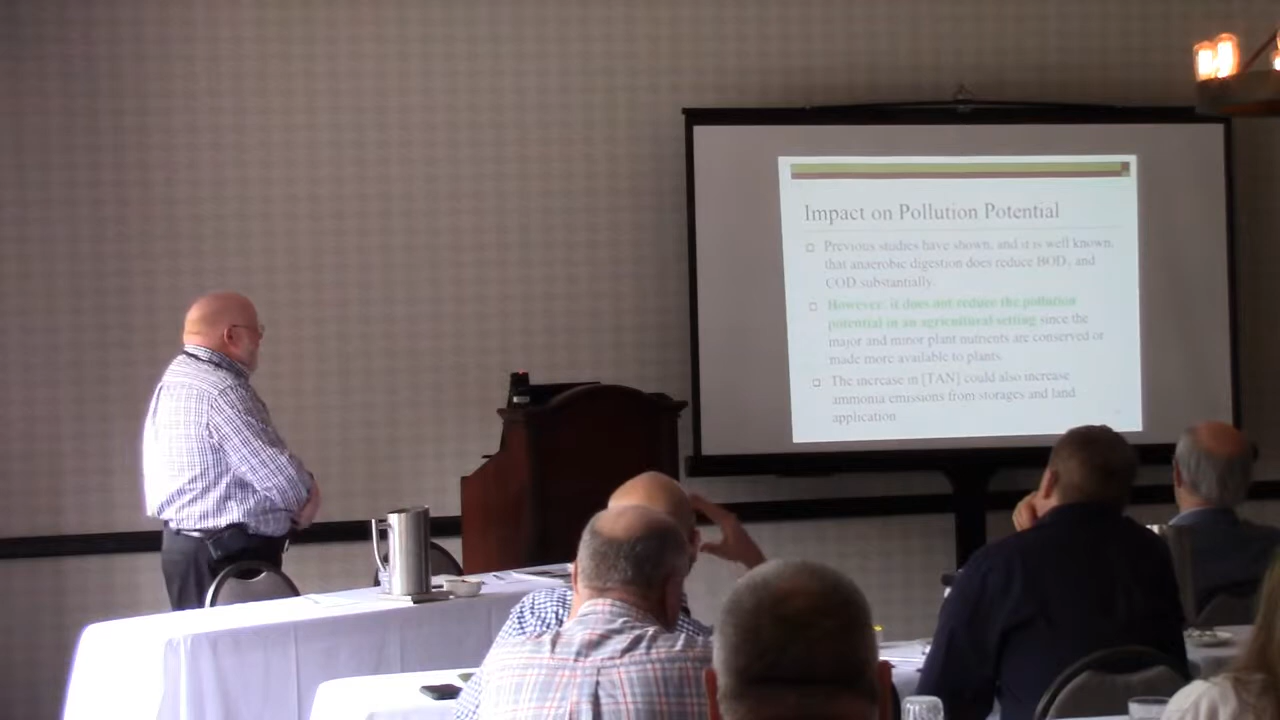 Impact on Pollution Potential
Previous studies have shown, and it is well known,
that anaerobic digestion does reduce BOD5 and
COD substantially.
However, it does not reduce the pollution
potential in an agricultural setting since the
major and minor plant nutrients are conserved or
made more available to plants.
The increase in [TAN] could also increase
ammonia emissions from storages and land
application